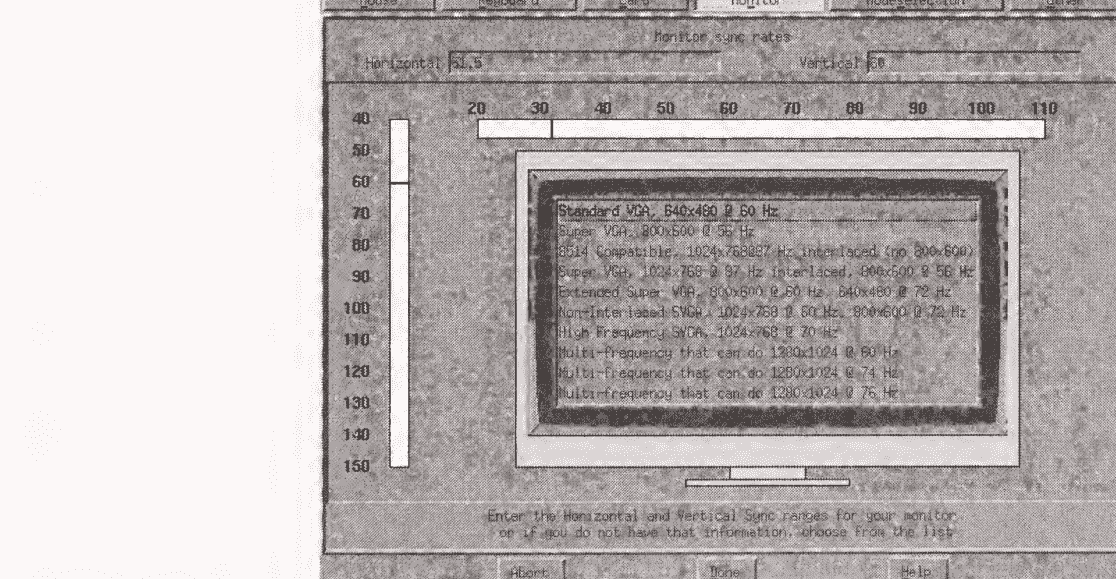 Mouse Keyboard Card Monitor Modeselection Other
Monitor sync rates
Horizontal 31.5 Vertical 60
20 30 40 50 60 70 80 90 100 110
40
50
60
70
80
90
100
110
120
130
140
150
Standard VGA, 640x480 @ 60 Hz
Super VGA, 800x600 @ 56 Hz
8514 Compatible, 1024x768@87 Hz interlaced (no 800x600)
Super VGA, 1024x768 @ 87 Hz interlaced, 800x600 @ 56 Hz
Extended Super VGA, 800x600 @ 60 Hz, 640x480 @ 72 Hz
Non-Interlaced SVGA, 1024x768 @ 60 Hz, 800x600 @ 72 Hz
High Frequency SVGA, 1024x768 @ 70 Hz
Multi-frequency that can do 1280x1024 @ 60 Hz
Multi-frequency that can do 1280x1024 @ 74 Hz
Multi-frequency that can do 1280x1024 @ 76 Hz
Enter the Horizontal and Vertical Sync ranges for your monitor
or if you do not have that information, choose from the list
Abort Done Help